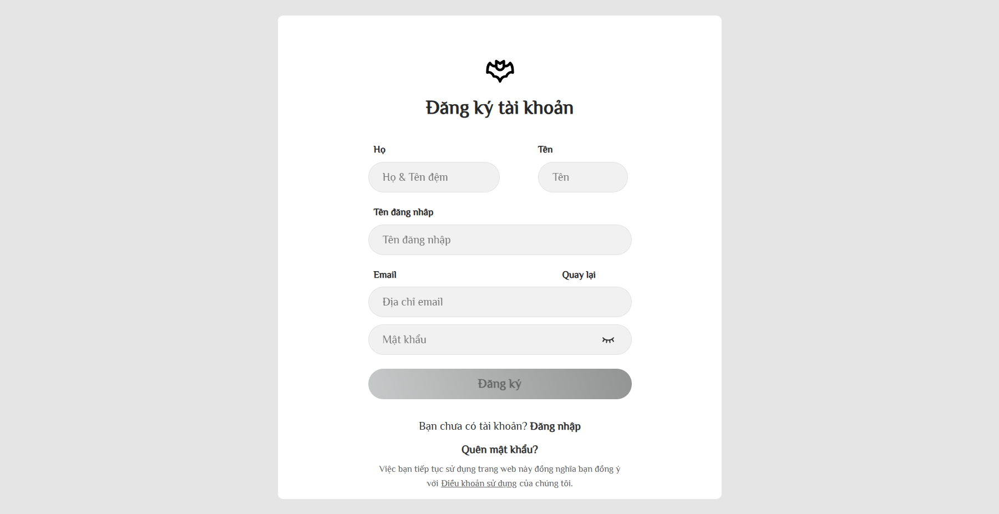 Đăng ký tài khoản
Họ Tên
Họ & Tên đệm Tên
Tên đăng nhâp
Tên đăng nhập
Email Quay lại
Địa chỉ email
Mật khẩu
Đăng ký
Bạn chưa có tài khoản? Đăng nhập
Quên mật khẩu?
Việc bạn tiếp tục sử dụng trang web này đồng nghĩa bạn đồng ý
với Điều khoản sử dụng của chúng tôi.